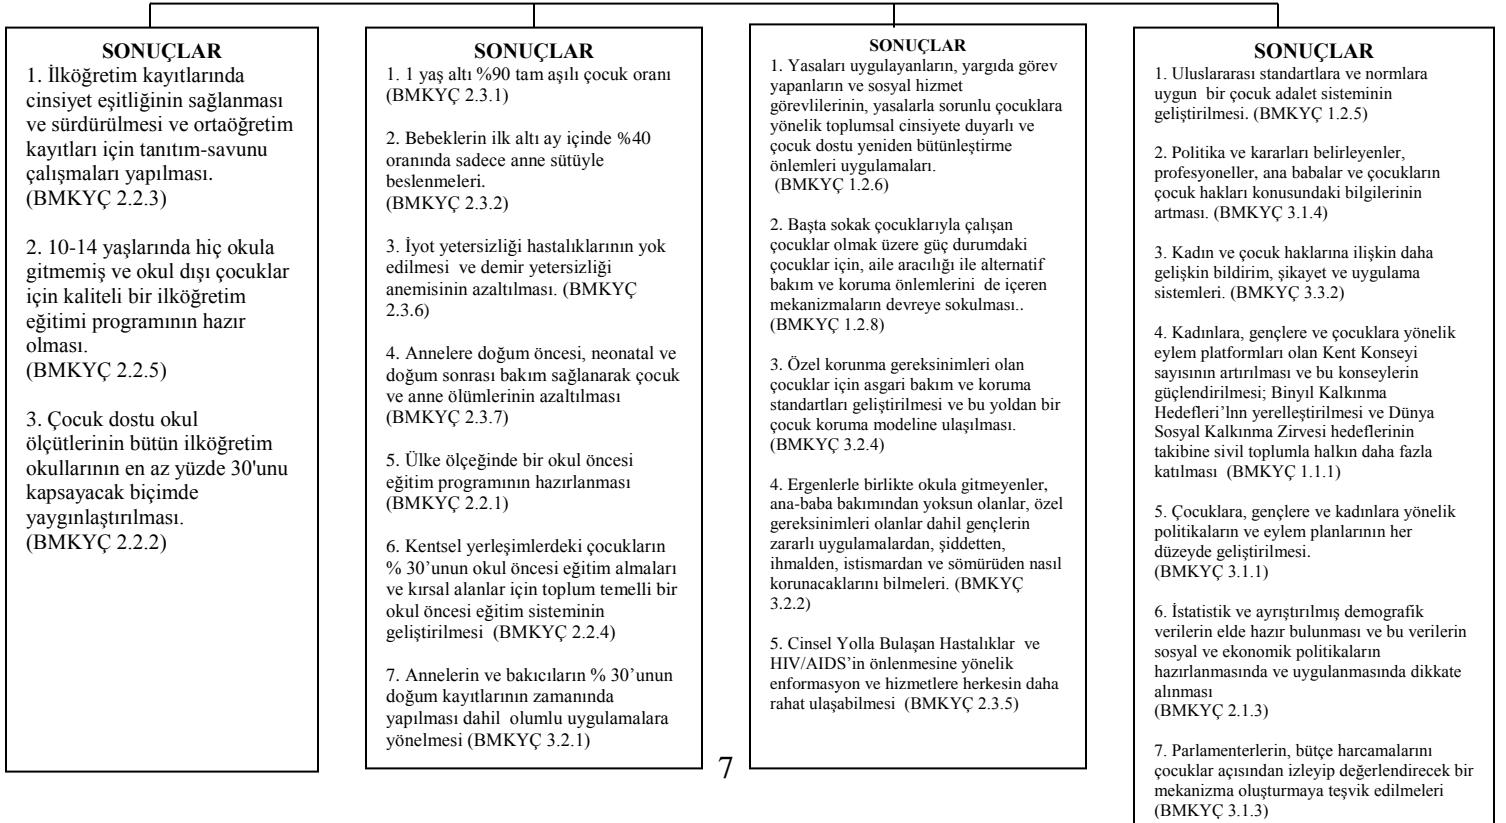 SONUÇLAR
1. İlköğretim kayıtlarında
cinsiyet eşitliğinin sağlanması
ve sürdürülmesi ve ortaöğretim
kayıtları için tanıtım-savunu
çalışmaları yapılması.
(BMKYÇ 2.2.3)
2. 10-14 yaşlarında hiç okula
gitmemiş ve okul dışı çocuklar
için kaliteli bir ilköğretim
eğitimi programının hazır
olması.
(BMKYÇ 2.2.5)
3. Çocuk dostu okul
ölçütlerinin bütün ilköğretim
okullarının en az yüzde 30'unu
kapsayacak biçimde
yaygınlaştırılması.
(BMKYÇ 2.2.2)
SONUÇLAR
1. 1 yaş altı %90 tam aşılı çocuk oranı
(BMKYÇ 2.3.1)
2. Bebeklerin ilk altı ay içinde %40
oranında sadece anne sütüyle
beslenmeleri.
(BMKYÇ 2.3.2)
3. İyot yetersizliği hastalıklarının yok
edilmesi ve demir yetersizliği
anemisinin azaltılması. (BMKYÇ
2.3.6)
4. Annelere doğum öncesi, neonatal ve
doğum sonrası bakım sağlanarak çocuk
ve anne ölümlerinin azaltılması
(BMKYÇ 2.3.7)
5. Ülke ölçeğinde bir okul öncesi
eğitim programının hazırlanması
(BMKYÇ 2.2.1)
6. Kentsel yerleşimlerdeki çocukların
% 30’unun okul öncesi eğitim almaları
ve kırsal alanlar için toplum temelli bir
okul öncesi eğitim sisteminin
geliştirilmesi (BMKYÇ 2.2.4)
7. Annelerin ve bakıcıların % 30’unun
doğum kayıtlarının zamanında
yapılması dahil olumlu uygulamalara
yönelmesi (BMKYÇ 3.2.1)
SONUÇLAR
1. Yasaları uygulayanların, yargıda görev
yapanların ve sosyal hizmet
görevlilerinin, yasalarla sorunlu çocuklara
yönelik toplumsal cinsiyete duyarlı ve
çocuk dostu yeniden bütünleştirme
önlemleri uygulamaları.
(BMKYÇ 1.2.6)
2. Başta sokak çocuklarıyla çalışan
çocuklar olmak üzere güç durumdaki
çocuklar için, aile aracılığı ile alternatif
bakım ve koruma önlemlerini de içeren
mekanizmaların devreye sokulması..
(BMKYÇ 1.2.8)
3. Özel korunma gereksinimleri olan
çocuklar için asgari bakım ve koruma
standartları geliştirilmesi ve bu yoldan bir
çocuk koruma modeline ulaşılması.
(BMKYÇ 3.2.4)
4. Ergenlerle birlikte okula gitmeyenler,
ana-baba bakımından yoksun olanlar, özel
gereksinimleri olanlar dahil gençlerin
zararlı uygulamalardan, şiddetten,
ihmalden, istismardan ve sömürüden nasıl
korunacaklarını bilmeleri. (BMKYÇ
3.2.2)
5. Cinsel Yolla Bulaşan Hastalıklar ve
HIV/AIDS’in önlenmesine yönelik
enformasyon ve hizmetlere herkesin daha
rahat ulaşabilmesi (BMKYÇ 2.3.5)
SONUÇLAR
1. Uluslararası standartlara ve normlara
uygun bir çocuk adalet sisteminin
geliştirilmesi. (BMKYÇ 1.2.5)
2. Politika ve kararları belirleyenler,
profesyoneller, ana babalar ve çocukların
çocuk hakları konusundaki bilgilerinin
artması. (BMKYÇ 3.1.4)
3. Kadın ve çocuk haklarına ilişkin daha
gelişkin bildirim, şikayet ve uygulama
sistemleri. (BMKYÇ 3.3.2)
4. Kadınlara, gençlere ve çocuklara yönelik
eylem platformları olan Kent Konseyi
sayısının artırılması ve bu konseylerin
güçlendirilmesi; Binyıl Kalkınma
Hedefleri’lnn yerelleştirilmesi ve Dünya
Sosyal Kalkınma Zirvesi hedeflerinin
takibine sivil toplumla halkın daha fazla
katılması (BMKYÇ 1.1.1)
5. Çocuklara, gençlere ve kadınlara yönelik
politikaların ve eylem planlarının her
düzeyde geliştirilmesi.
(BMKYÇ 3.1.1)
6. İstatistik ve ayrıştırılmış demografik
verilerin elde hazır bulunması ve bu verilerin
sosyal ve ekonomik politikaların
hazırlanmasında ve uygulanmasında dikkate
alınması
(BMKYÇ 2.1.3)
7. Parlamenterlerin, bütçe harcamalarını
çocuklar açısından izleyip değerlendirecek bir
mekanizma oluşturmaya teşvik edilmeleri
(BMKYÇ 3.1.3)
7